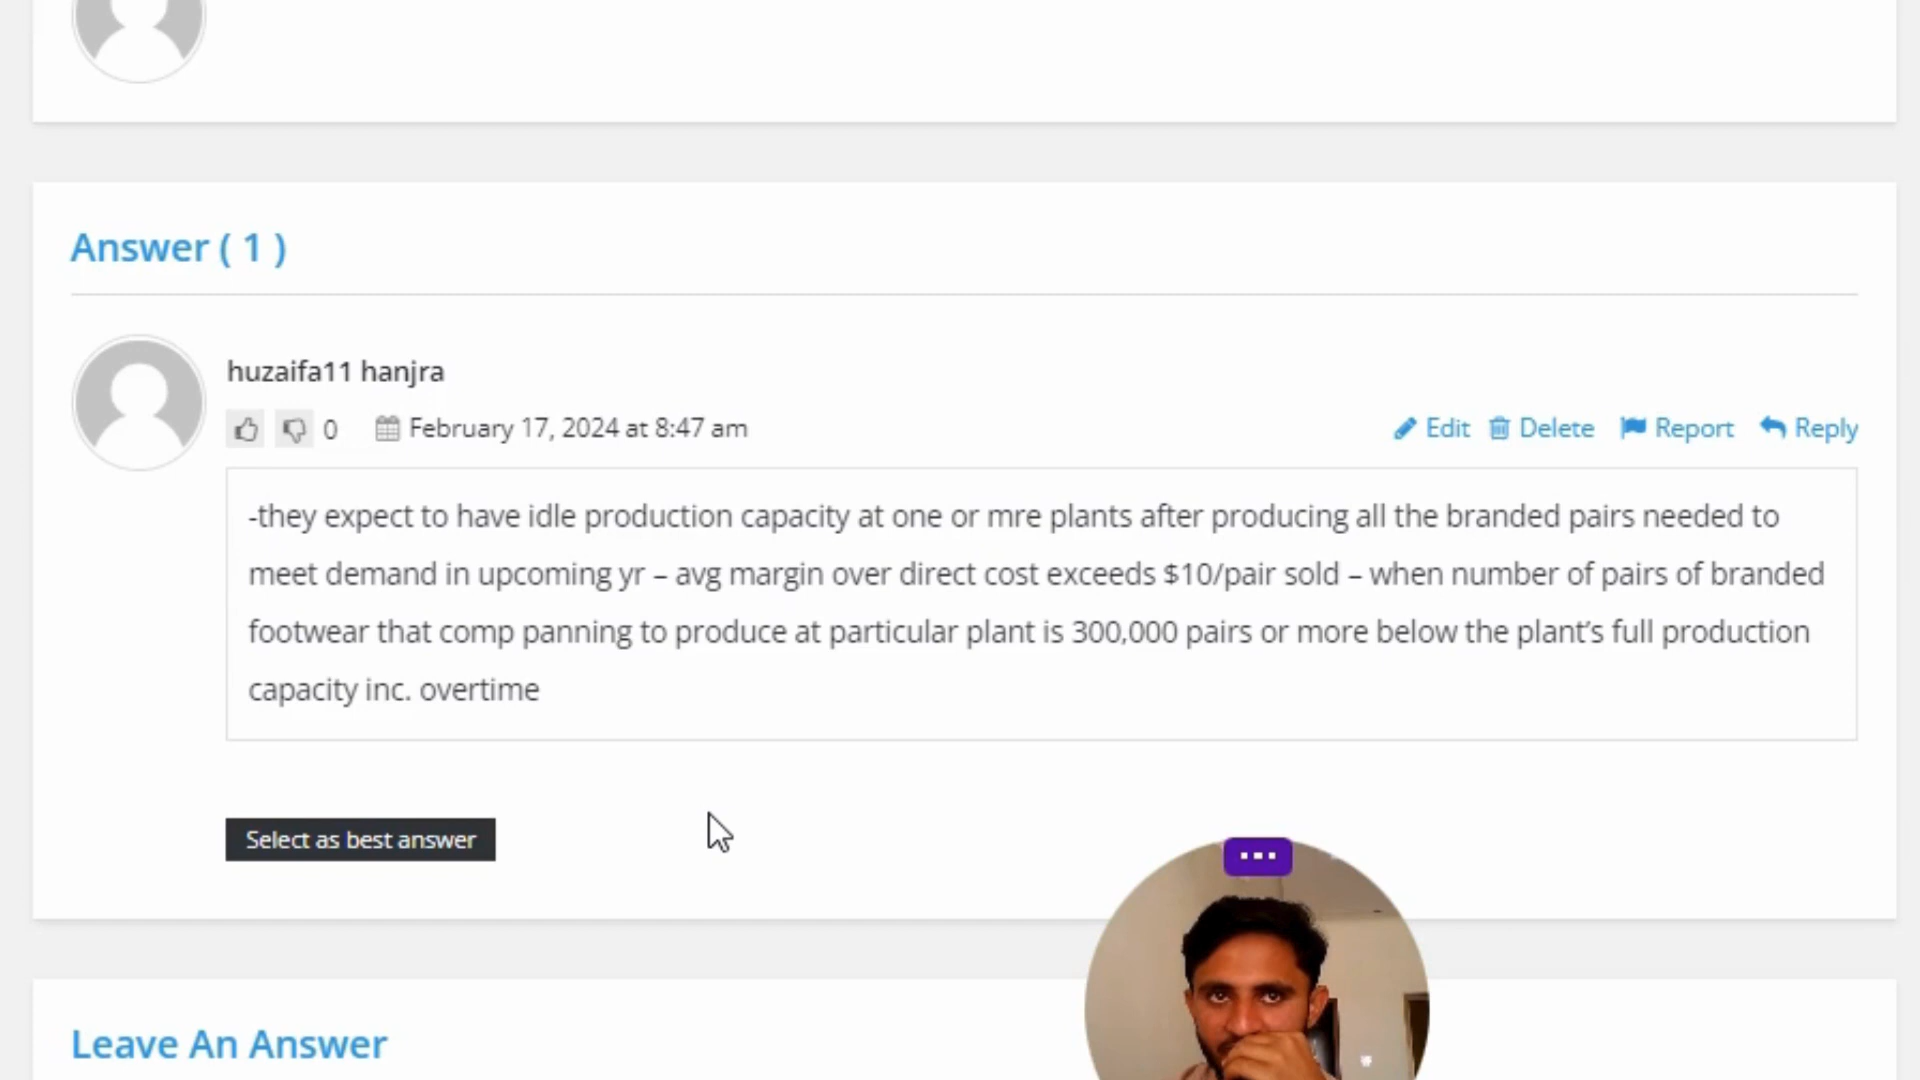 Answer ( 1 )
huzaifa11 hanjra
0 February 17, 2024 at 8:47 am Edit Delete Report Reply
-they expect to have idle production capacity at one or mre plants after producing all the branded pairs needed to
meet demand in upcoming yr – avg margin over direct cost exceeds $10/pair sold – when number of pairs of branded
footwear that comp panning to produce at particular plant is 300,000 pairs or more below the plant’s full production
capacity inc. overtime
Select as best answer
Leave An Answer